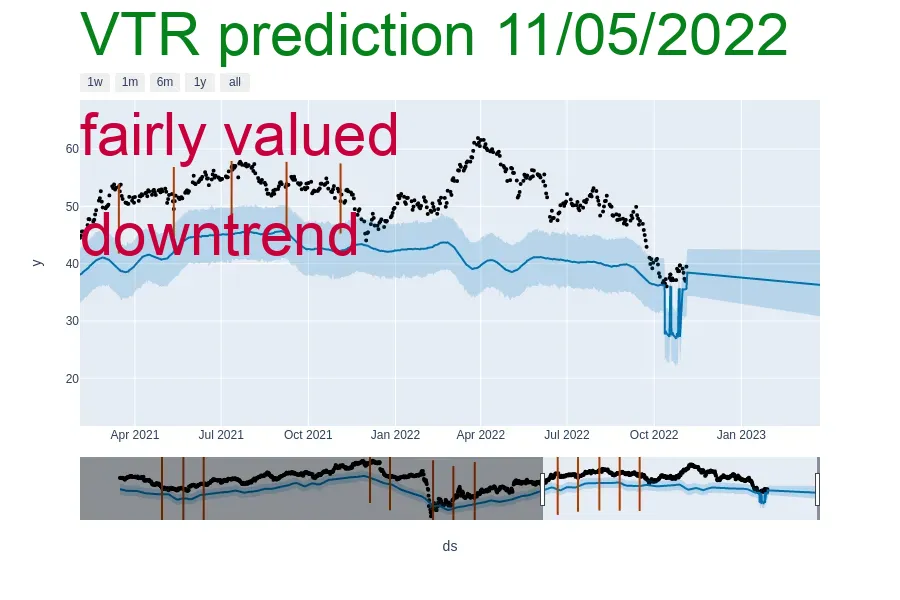 VTR prediction 11/05/2022
1w 1m 6m 1y all
fairly valued
downtrend
60
50
40
30
20
y
Apr 2021 Jul 2021 Oct 2021 Jan 2022 Apr 2022 Jul 2022 Oct 2022 Jan 2023
ds